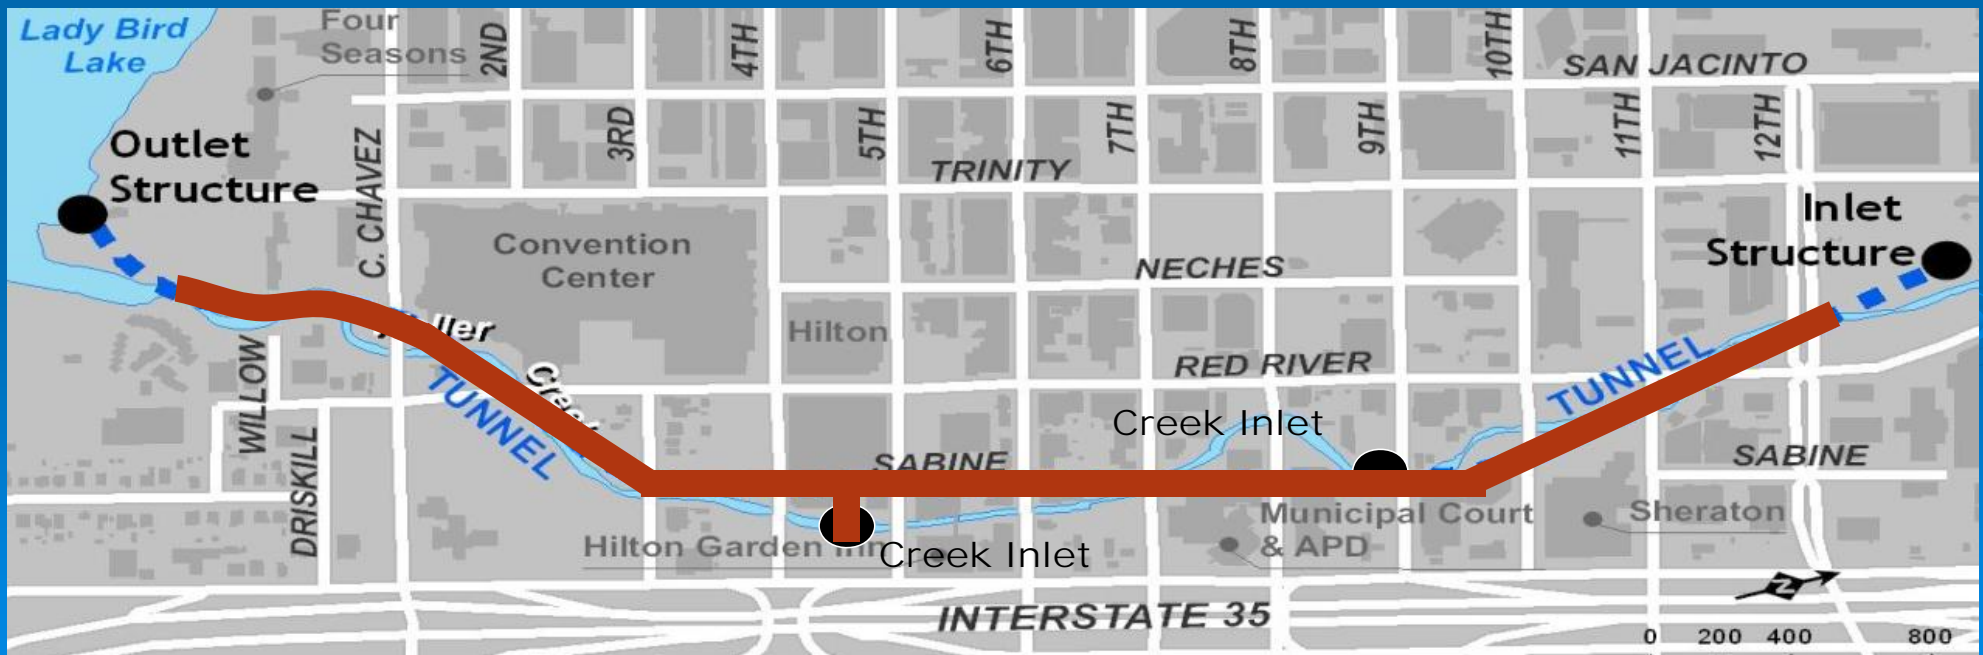 Lady Bird
Lake
Four
Seasons
2ND
4TH
6TH
8TH
10TH
SAN JACINTO
Outlet
Structure
C. CHAVEZ
3RD
5TH
7TH
9TH
11TH
12TH
TRINITY
Convention
Center
NECHES
Inlet
Structure
Hilton
RED RIVER
Creek
WILLOW
DRISKILL
TUNNEL
Creek Inlet
TUNNEL
SABINE
SABINE
Hilton Garden
Creek Inlet
Municipal Court
& APD
Sheraton
INTERSTATE 35
N
0 200 400 800